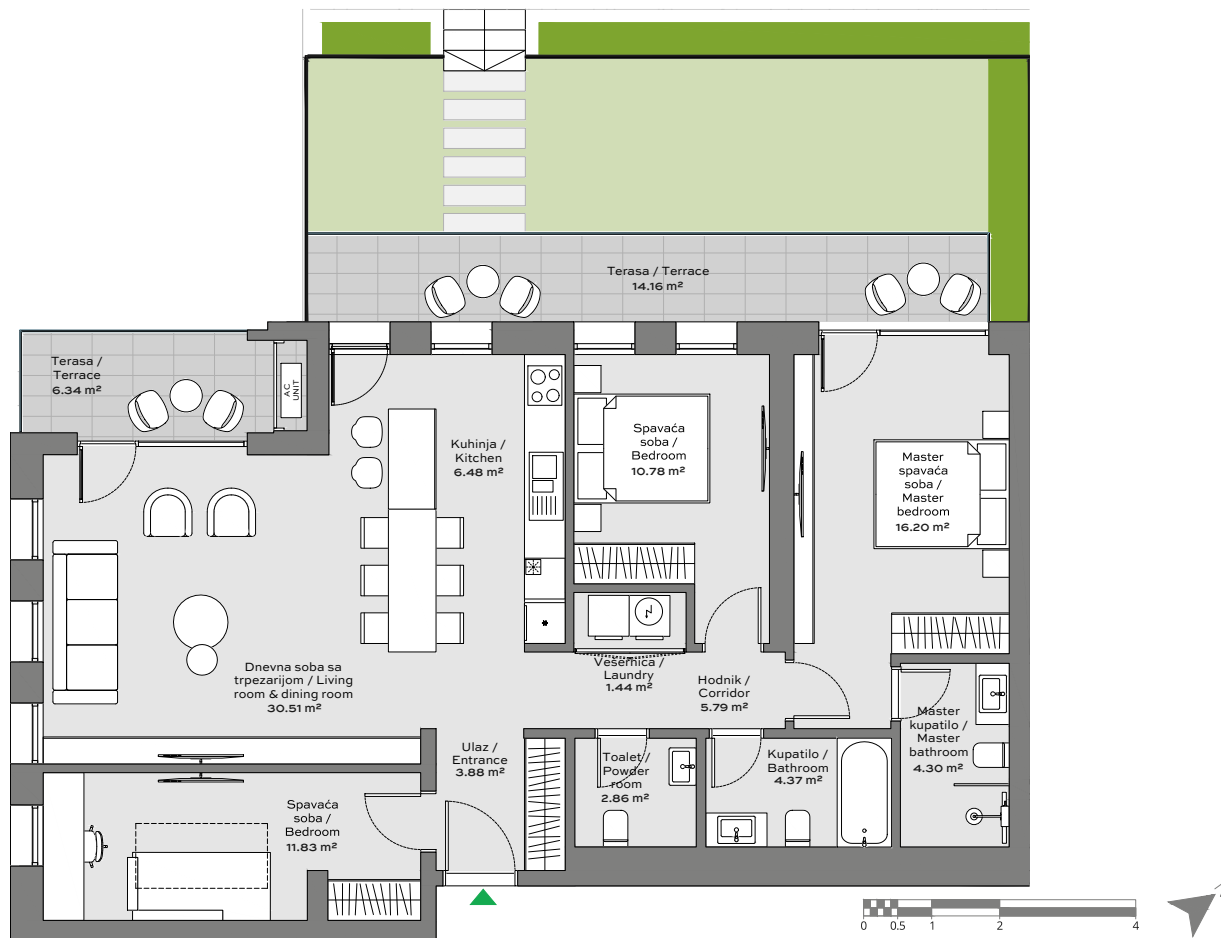 Terasa / Terrace
14.16 m²
Terasa /
Terrace
6.34 m²
AC
UNIT
Kuhinja /
Kitchen
6.48 m²
Spavaća
soba /
Bedroom
10.78 m²
Master
spavaća
soba /
Master
bedroom
16.20 m²
Dnevna soba sa
trpezarijom / Living
room & dining room
30.51 m²
Vešernica /
Laundry
1.44 m²
Hodnik /
Corridor
5.79 m²
Master
kupatilo /
Master
bathroom
4.30 m²
Ulaz /
Entrance
3.88 m²
Toalet /
Powder
room
2.86 m²
Kupatilo /
Bathroom
4.37 m²
Spavaća
soba /
Bedroom
11.83 m²
0 0.5 1 2 4